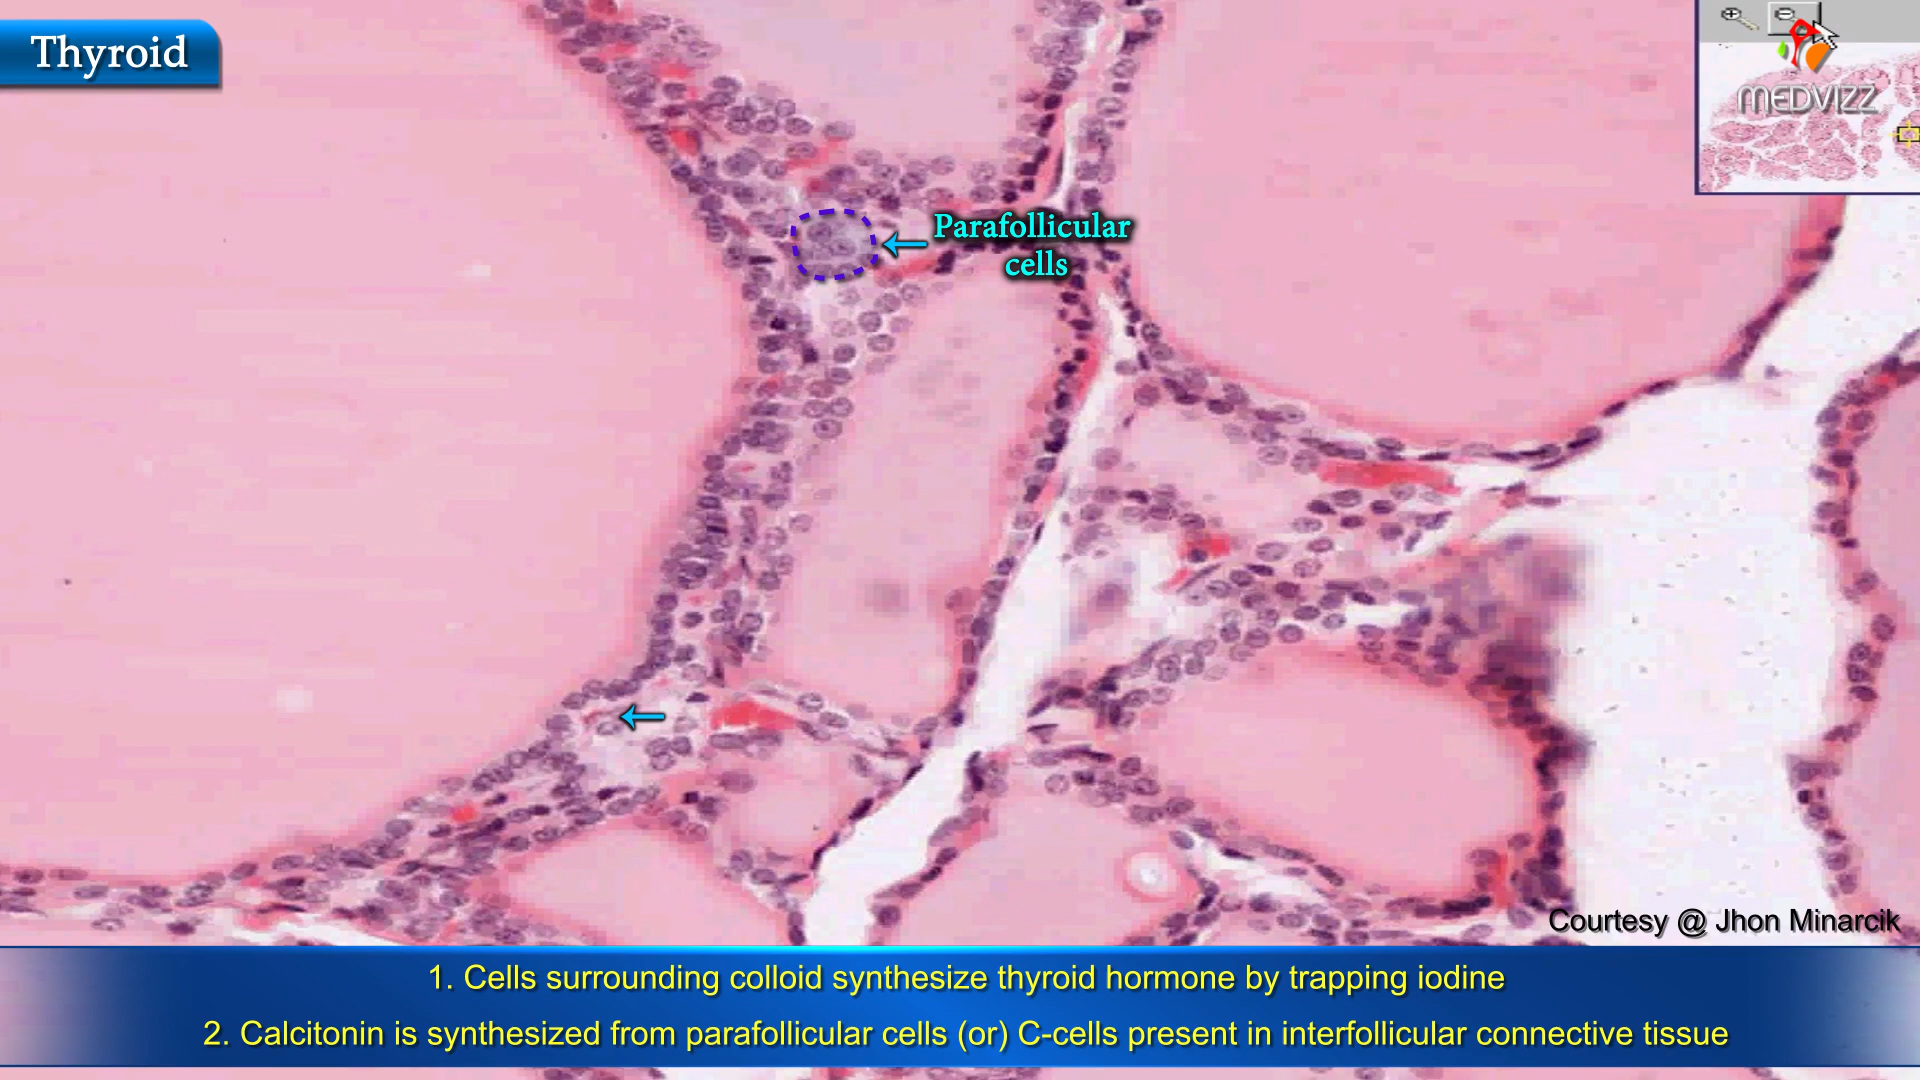 Thyroid
MEDVIZZ
Parafollicular
cells
Courtesy @ Jhon Minarcik
1. Cells surrounding colloid synthesize thyroid hormone by trapping iodine
2. Calcitonin is synthesized from parafollicular cells (or) C-cells present in interfollicular connective tissue